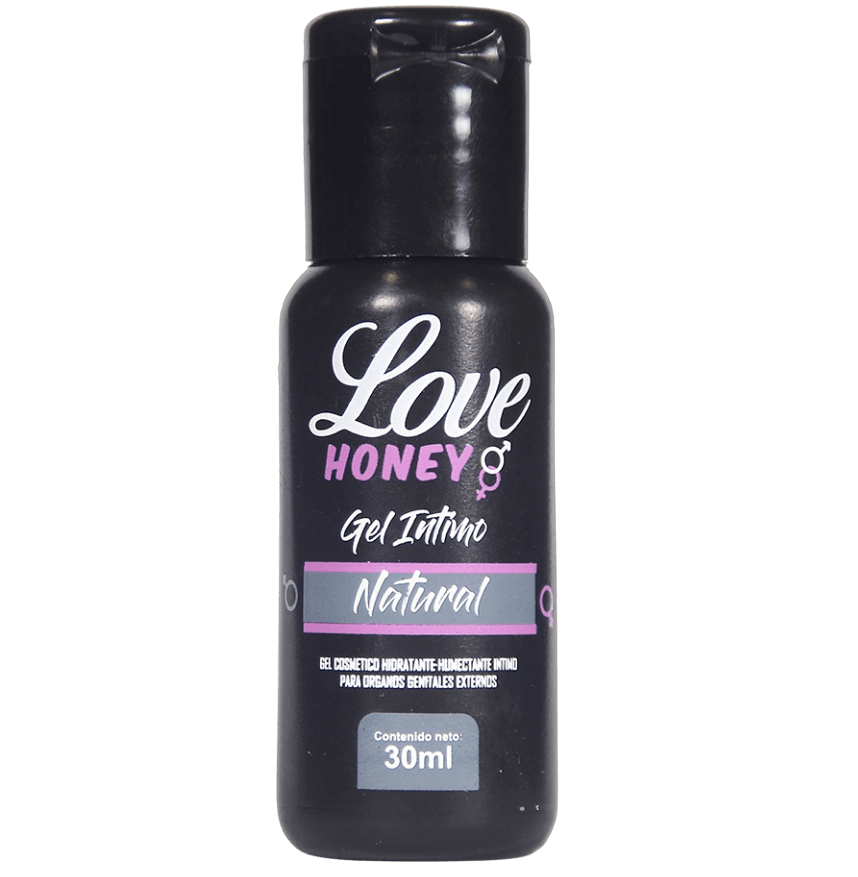 Love
HONEY
Gel Intimo
Natural
GEL COSMETICO HIDRATANTE-HUMECTANTE INTIMO
PARA ORGANOS GENITALES EXTERNOS
Contenido neto:
30ml